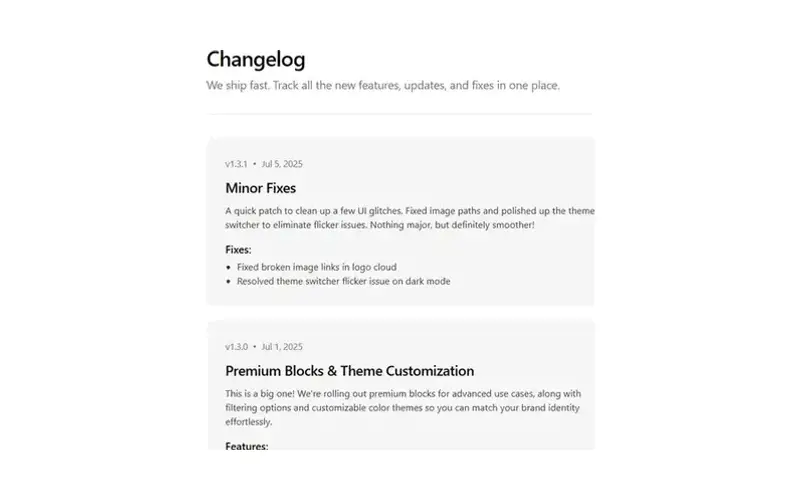 Changelog
We ship fast. Track all the new features, updates, and fixes in one place.
v1.3.1 • Jul 5, 2025
Minor Fixes
A quick patch to clean up a few UI glitches. Fixed image paths and polished up the theme
switcher to eliminate flicker issues. Nothing major, but definitely smoother!
Fixes:
• Fixed broken image links in logo cloud
• Resolved theme switcher flicker issue on dark mode
v1.3.0 • Jul 1, 2025
Premium Blocks & Theme Customization
This is a big one! We're rolling out premium blocks for advanced use cases, along with
filtering options and customizable color themes so you can match your brand identity
effortlessly.
Features: